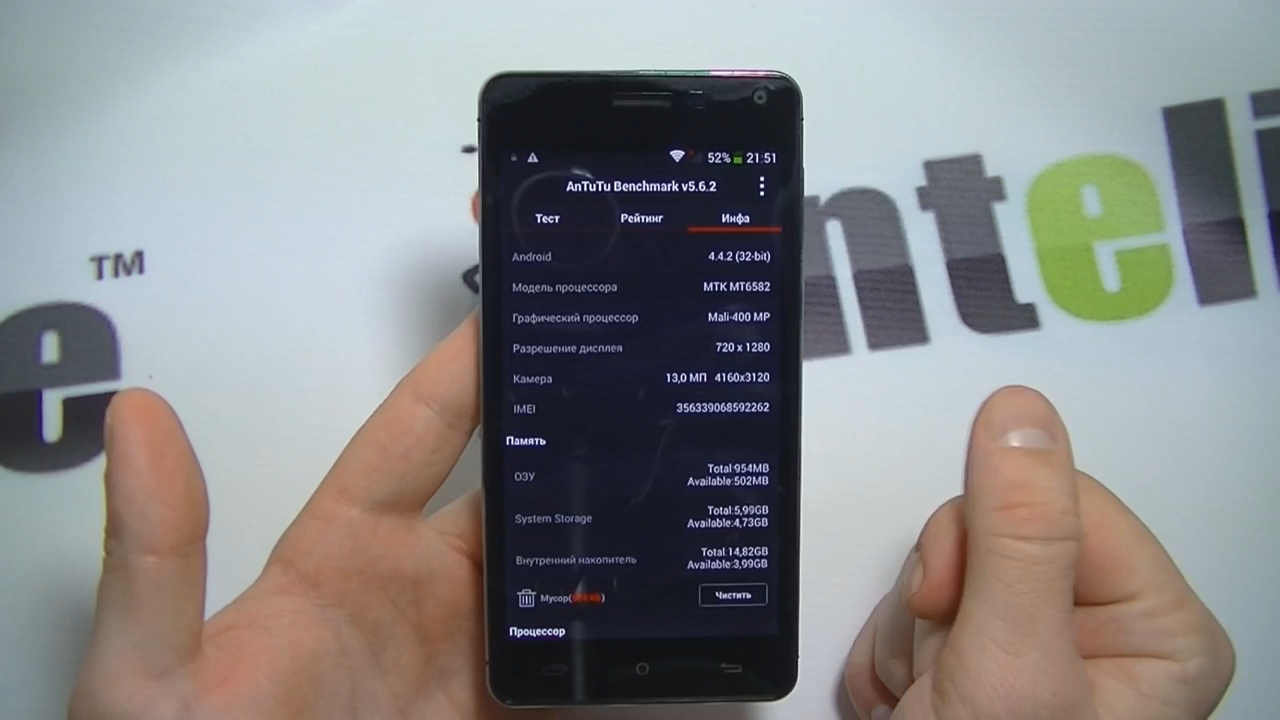 52% 21:51
AnTuTu Benchmark v5.6.2
Тест Рейтинг Инфа
Android 4.4.2 (32-bit)
Модель процессора МТК МТ6582
Графический процессор Mali-400 MP
Разрешение дисплея 720 x 1280
Камера 13,0 МП 4160x3120
IMEI 356339068592262
Память
ОЗУ Total:954MB
Available:502MB
System Storage Total:5,99GB
Available:4,73GB
Внутренний накопитель Total:14,82GB
Available:3,99GB
Мусор( ) Чистить
Процессор
e TM
nteli